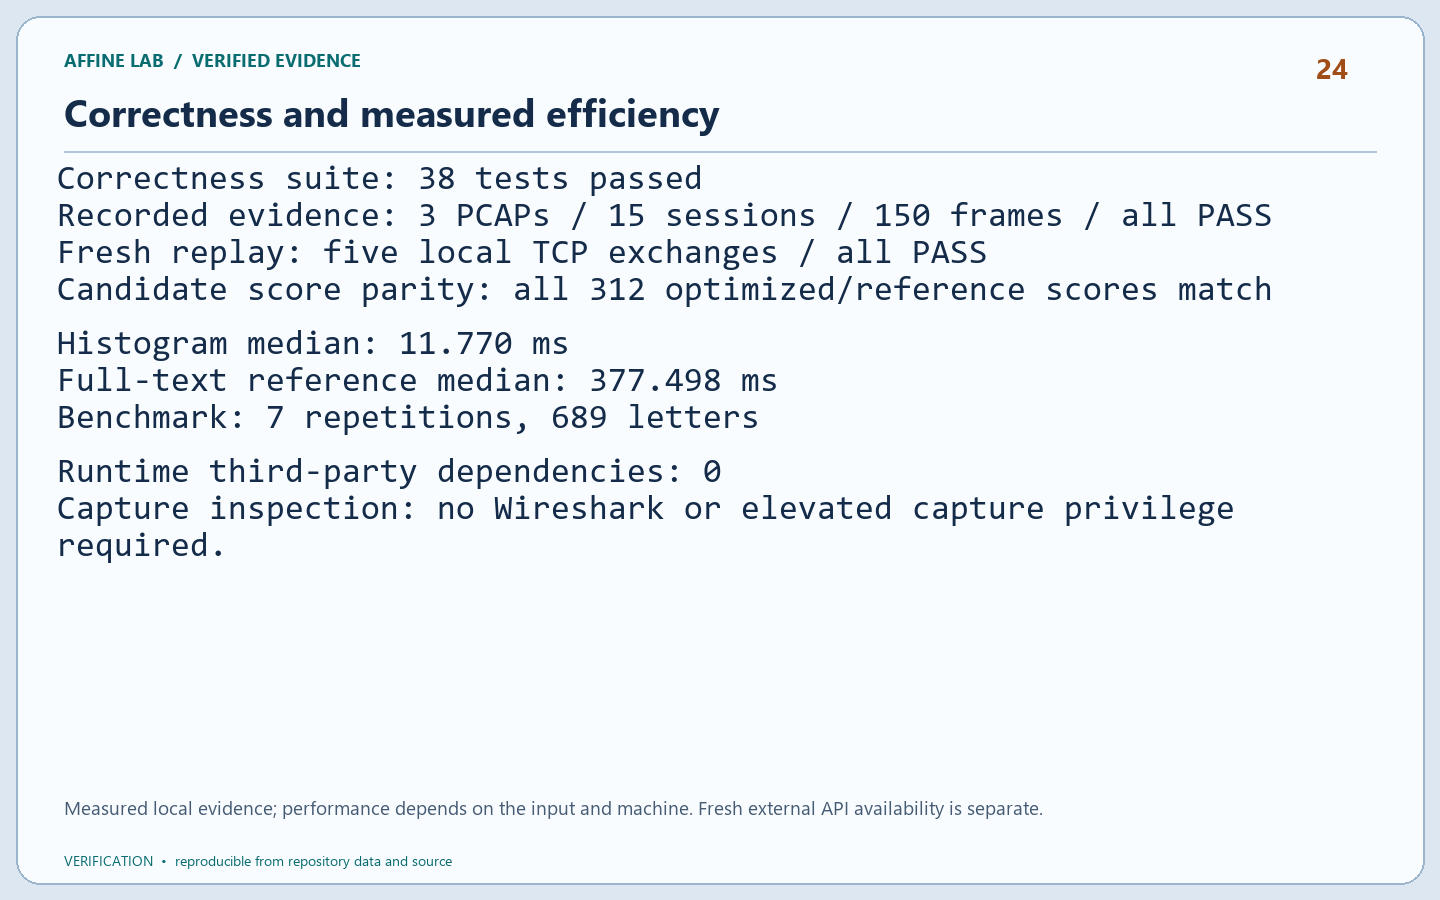 AFFINE LAB / VERIFIED EVIDENCE
24
Correctness and measured efficiency
Correctness suite: 38 tests passed
Recorded evidence: 3 PCAPs / 15 sessions / 150 frames / all PASS
Fresh replay: five local TCP exchanges / all PASS
Candidate score parity: all 312 optimized/reference scores match
Histogram median: 11.770 ms
Full-text reference median: 377.498 ms
Benchmark: 7 repetitions, 689 letters
Runtime third-party dependencies: 0
Capture inspection: no Wireshark or elevated capture privilege
required.
Measured local evidence; performance depends on the input and machine. Fresh external API availability is separate.
VERIFICATION • reproducible from repository data and source